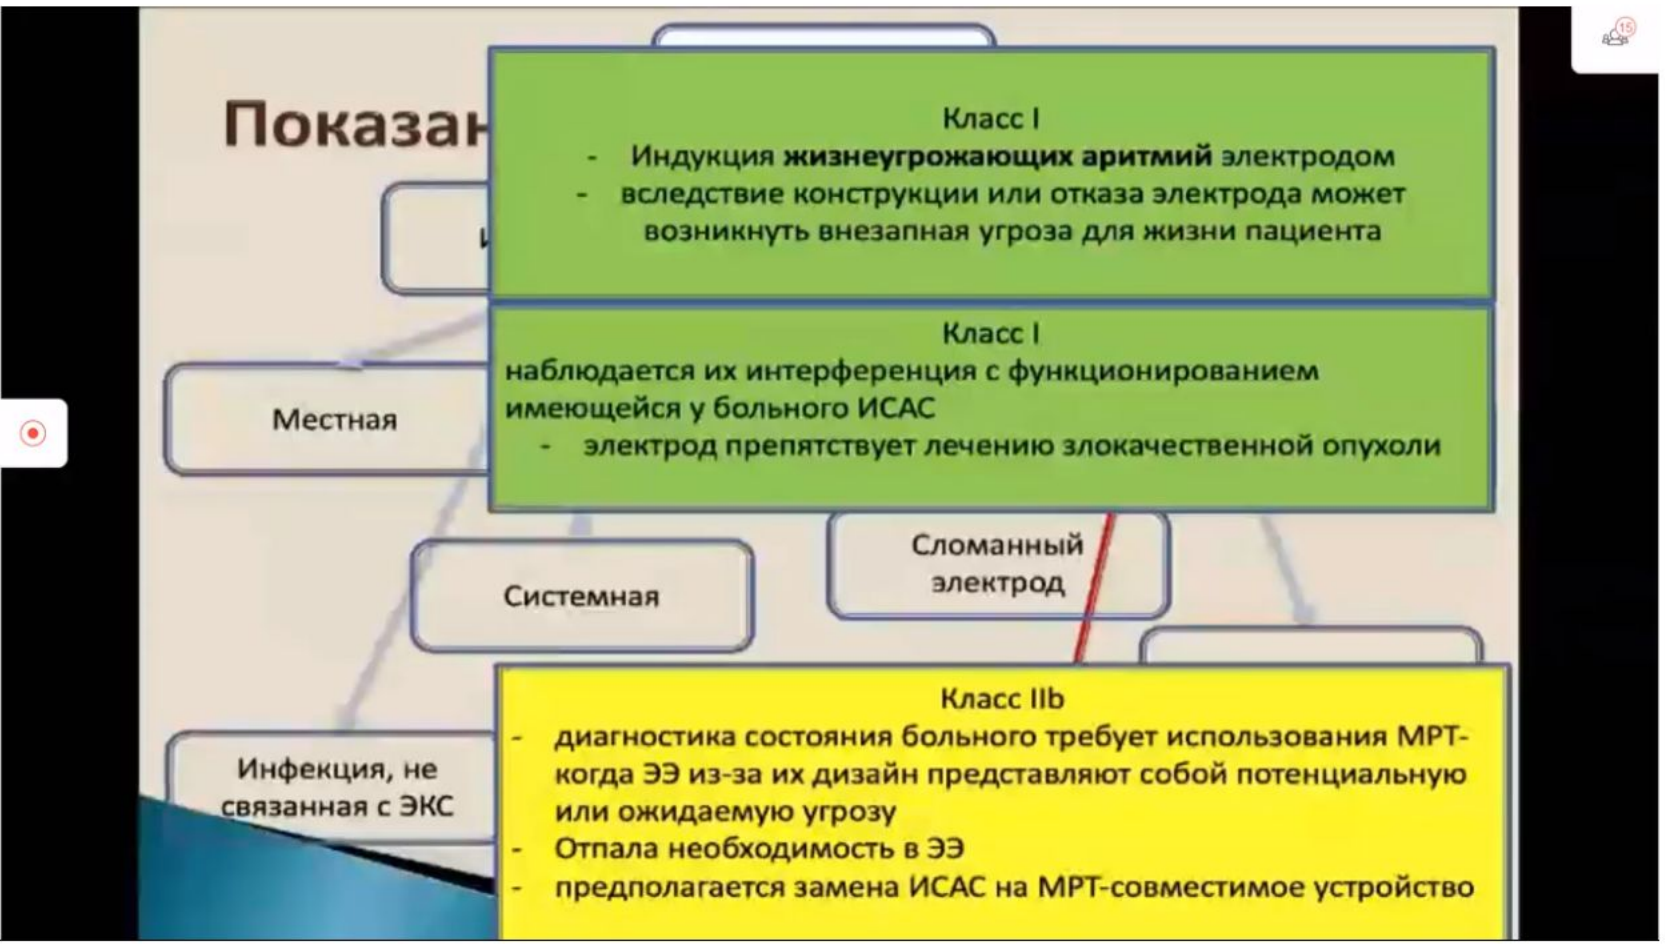 15
Показан
Класс I
- Индукция жизнеугрожающих аритмий электродом
- вследствие конструкции или отказа электрода может
возникнуть внезапная угроза для жизни пациента
Класс I
наблюдается их интерференция с функционированием
имеющейся у больного ИСАС
- электрод препятствует лечению злокачественной опухоли
Местная
Сломанный
электрод
Системная
Инфекция, не
связанная с ЭКС
Класс IIb
- диагностика состояния больного требует использования МРТ-
когда ЭЭ из-за их дизайн представляют собой потенциальную
или ожидаемую угрозу
- Отпала необходимость в ЭЭ
- предполагается замена ИСАС на МРТ-совместимое устройство